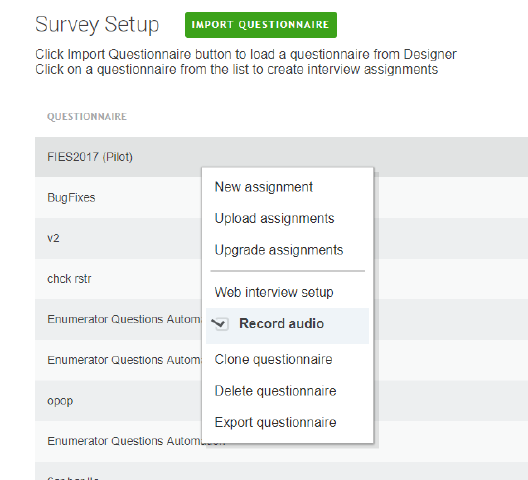 Survey Setup
IMPORT QUESTIONNAIRE
Click Import Questionnaire button to load a questionnaire from Designer
Click on a questionnaire from the list to create interview assignments
QUESTIONNAIRE
FIES2017 (Pilot)
BugFixes
v2
chck rstr
Enumerator Questions Autom
Enumerator Questions Autom
opop
Enumerator Questions Automation
New assignment
Upload assignments
Upgrade assignments
Web interview setup
Record audio
Clone questionnaire
Delete questionnaire
Export questionnaire